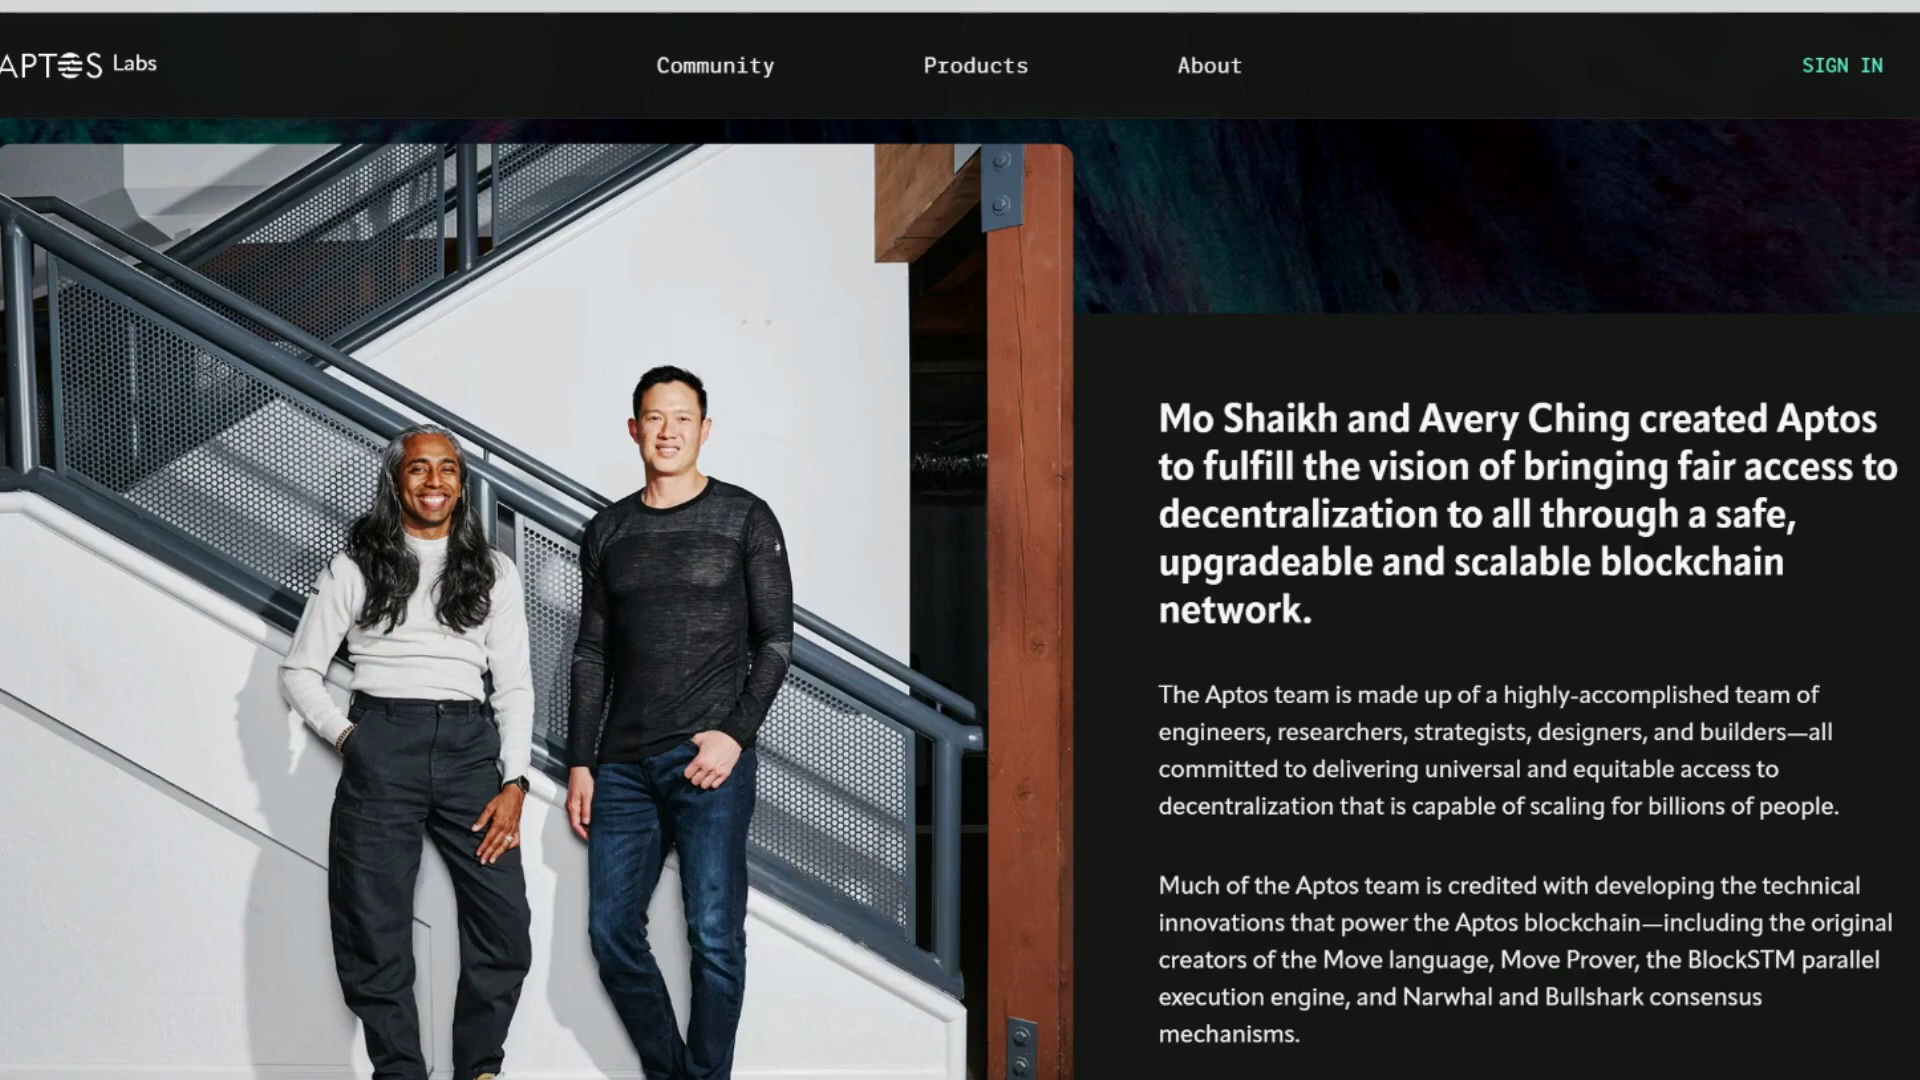 APTOS Labs
Community
Products
About
SIGN IN
Mo Shaikh and Avery Ching created Aptos
to fulfill the vision of bringing fair access to
decentralization to all through a safe,
upgradeable and scalable blockchain
network.
The Aptos team is made up of a highly-accomplished team of
engineers, researchers, strategists, designers, and builders—all
committed to delivering universal and equitable access to
decentralization that is capable of scaling for billions of people.
Much of the Aptos team is credited with developing the technical
innovations that power the Aptos blockchain—including the original
creators of the Move language, Move Prover, the BlockSTM parallel
execution engine, and Narwhal and Bullshark consensus
mechanisms.